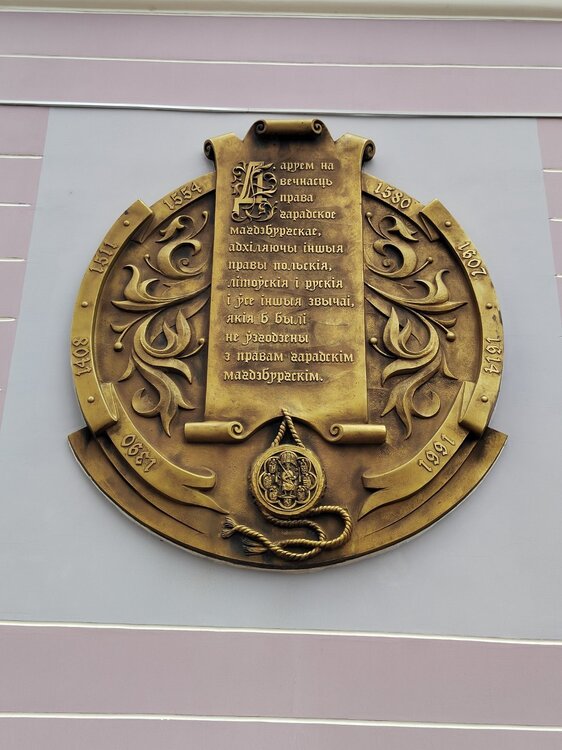 Даруем на
вечнасць
права
гарадское
магдэбургскае,
адхіляючы іншыя
правы польскія,
літоўскія і рускія
і ўсе іншыя звычаі,
якія б былі
не ўзгодзены
з правам гарадскім
магдэбургскім.
1390
1408
1511
1554
1580
1607
1614
1991